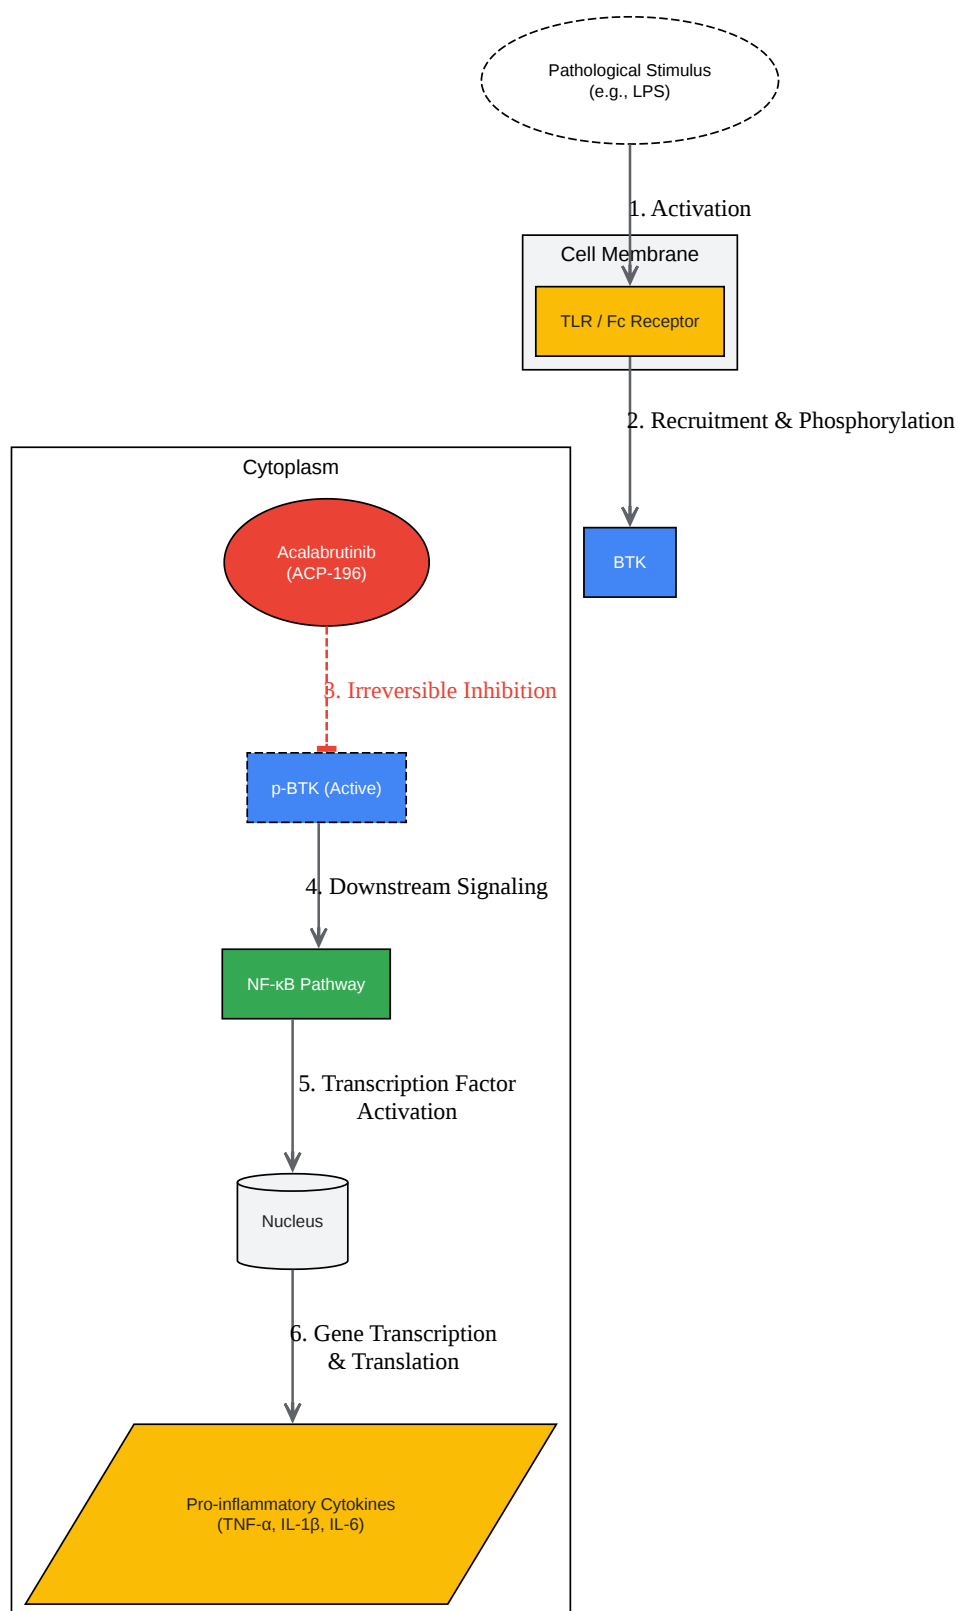 Pathological Stimulus
(e.g., LPS)
1. Activation
Cell Membrane
TLR / Fc Receptor
2. Recruitment & Phosphorylation
Cytoplasm
Acalabrutinib
(ACP-196)
BTK
3. Irreversible Inhibition
p-BTK (Active)
4. Downstream Signaling
NF-κB Pathway
5. Transcription Factor
Activation
Nucleus
6. Gene Transcription
& Translation
Pro-inflammatory Cytokines
(TNF-α, IL-1β, IL-6)